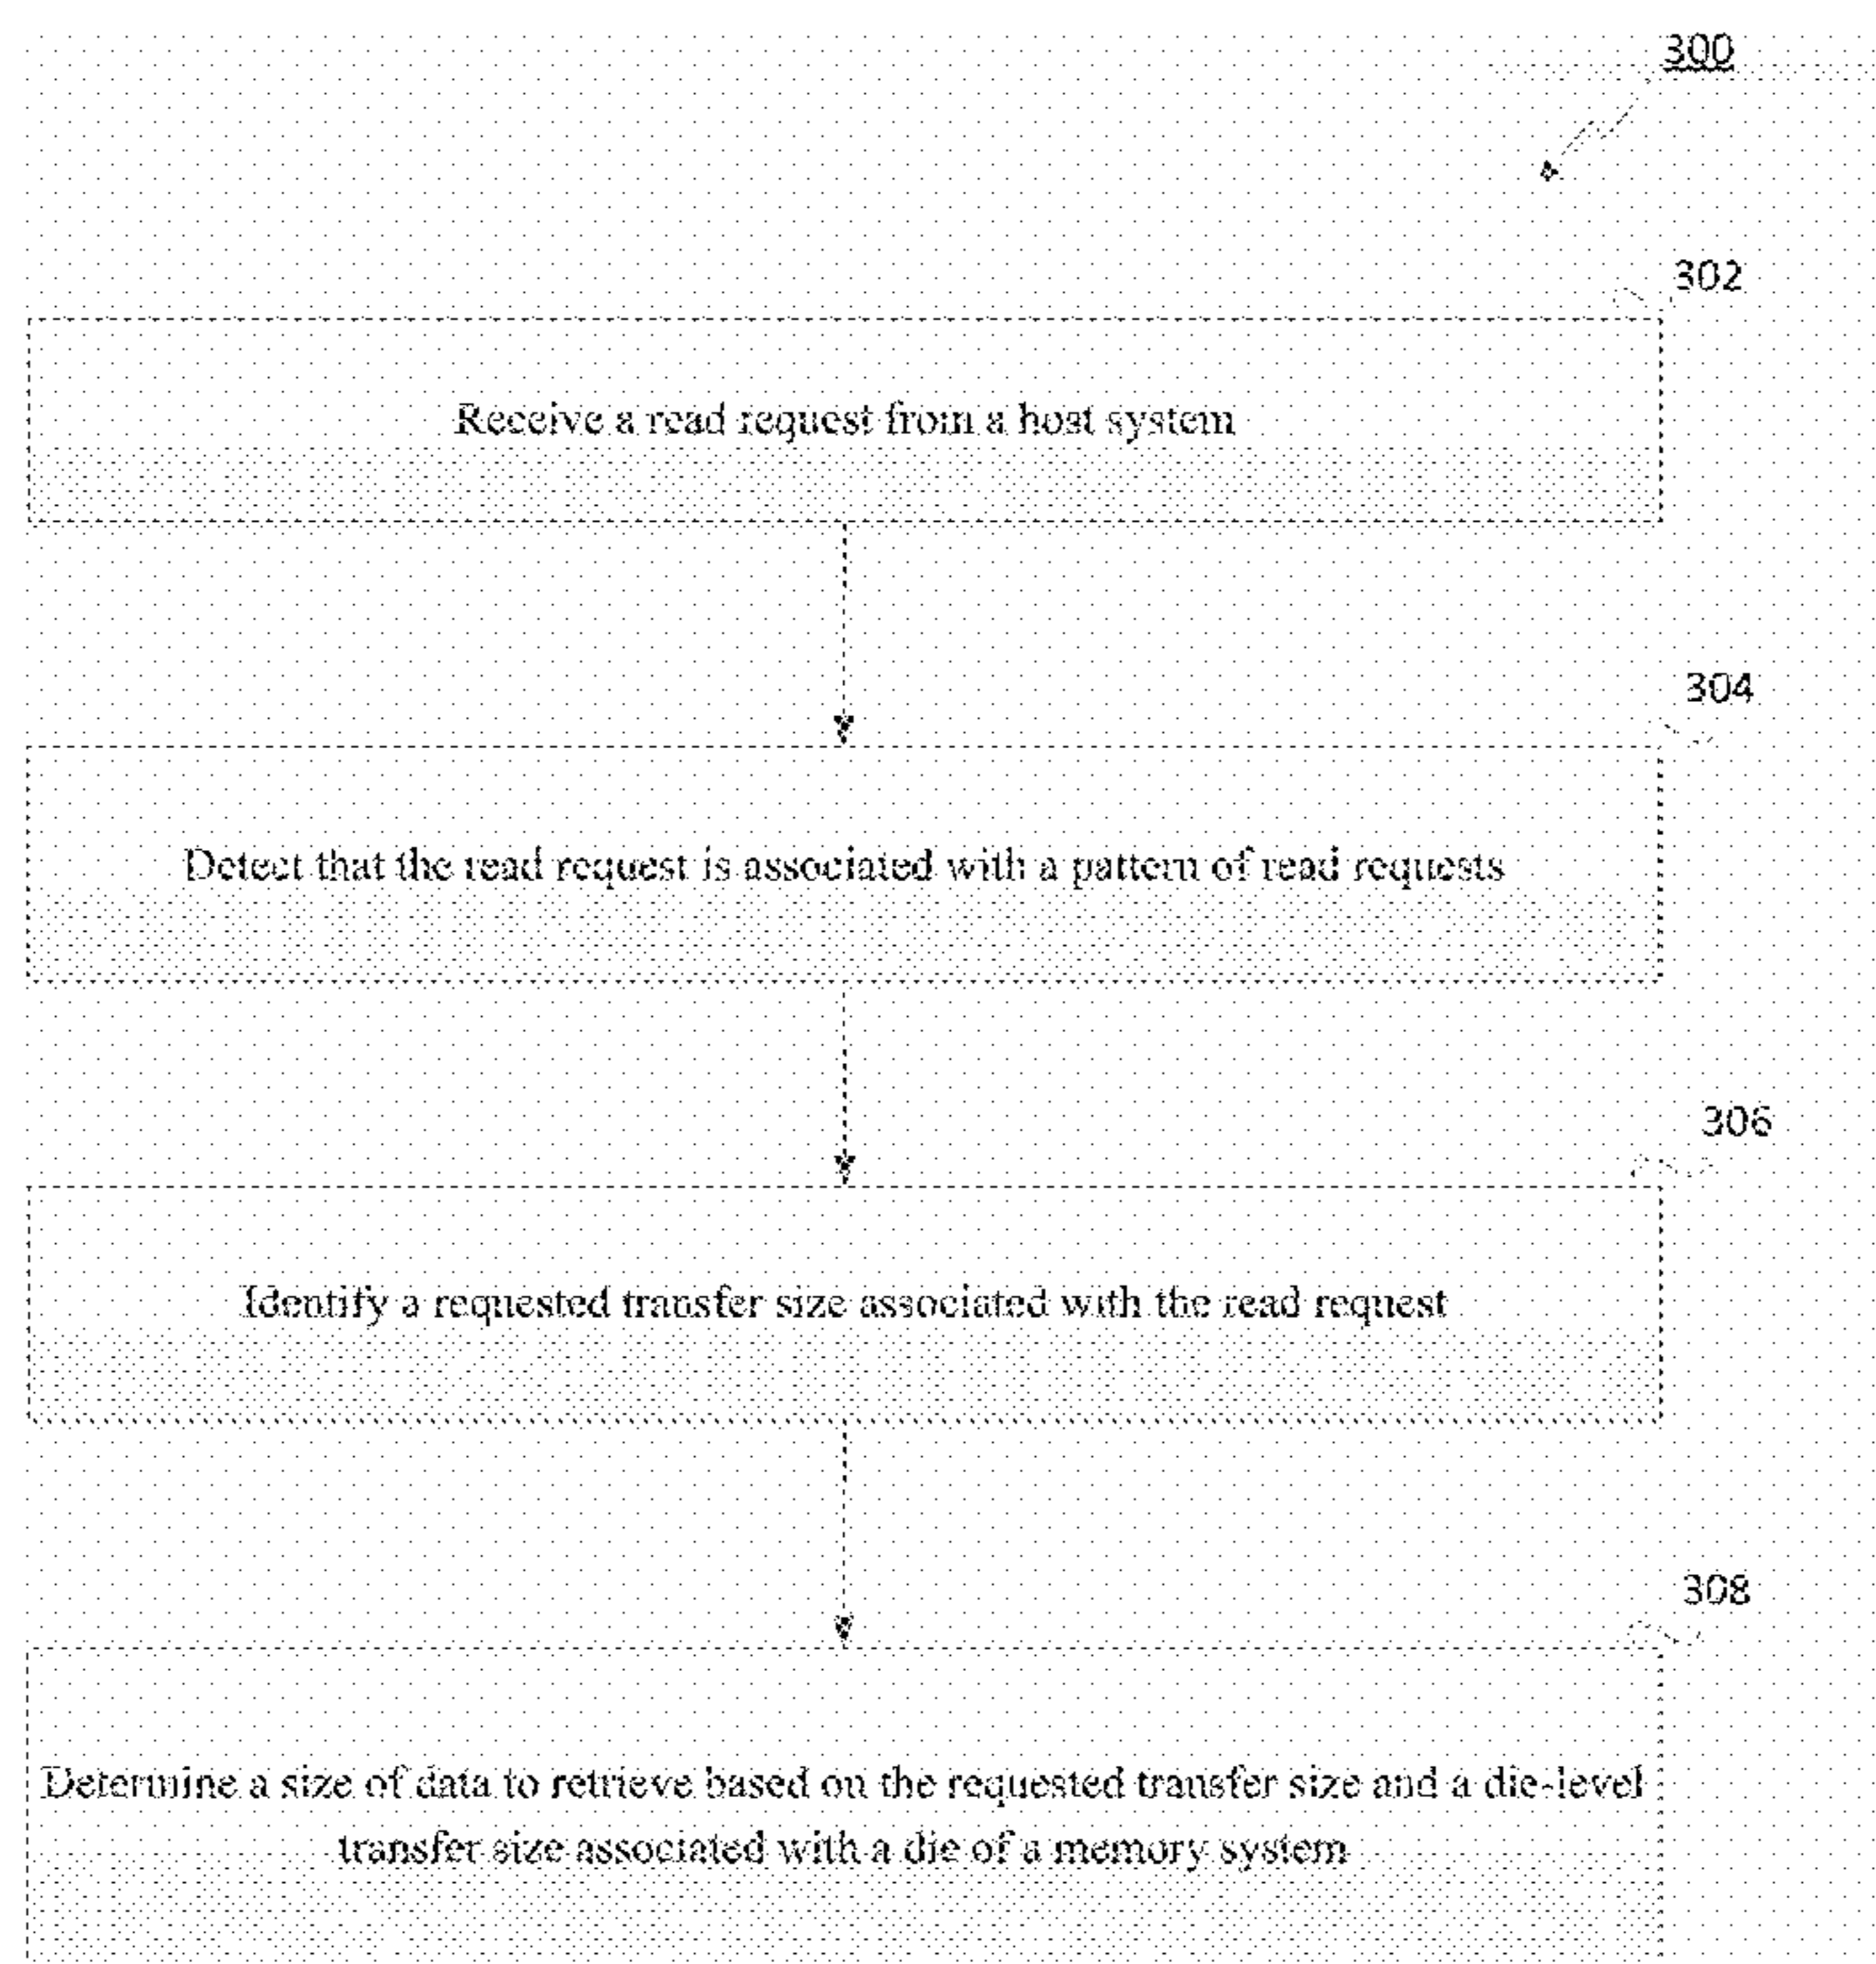 300
302
Receive a read request from a host system
304
Detect that the read request is associated with a pattern of read requests
306
Identify a requested transfer size associated with the read request
308
Determine a size of data to retrieve based on the requested transfer size and a die-level
transfer size associated with a die of a memory system